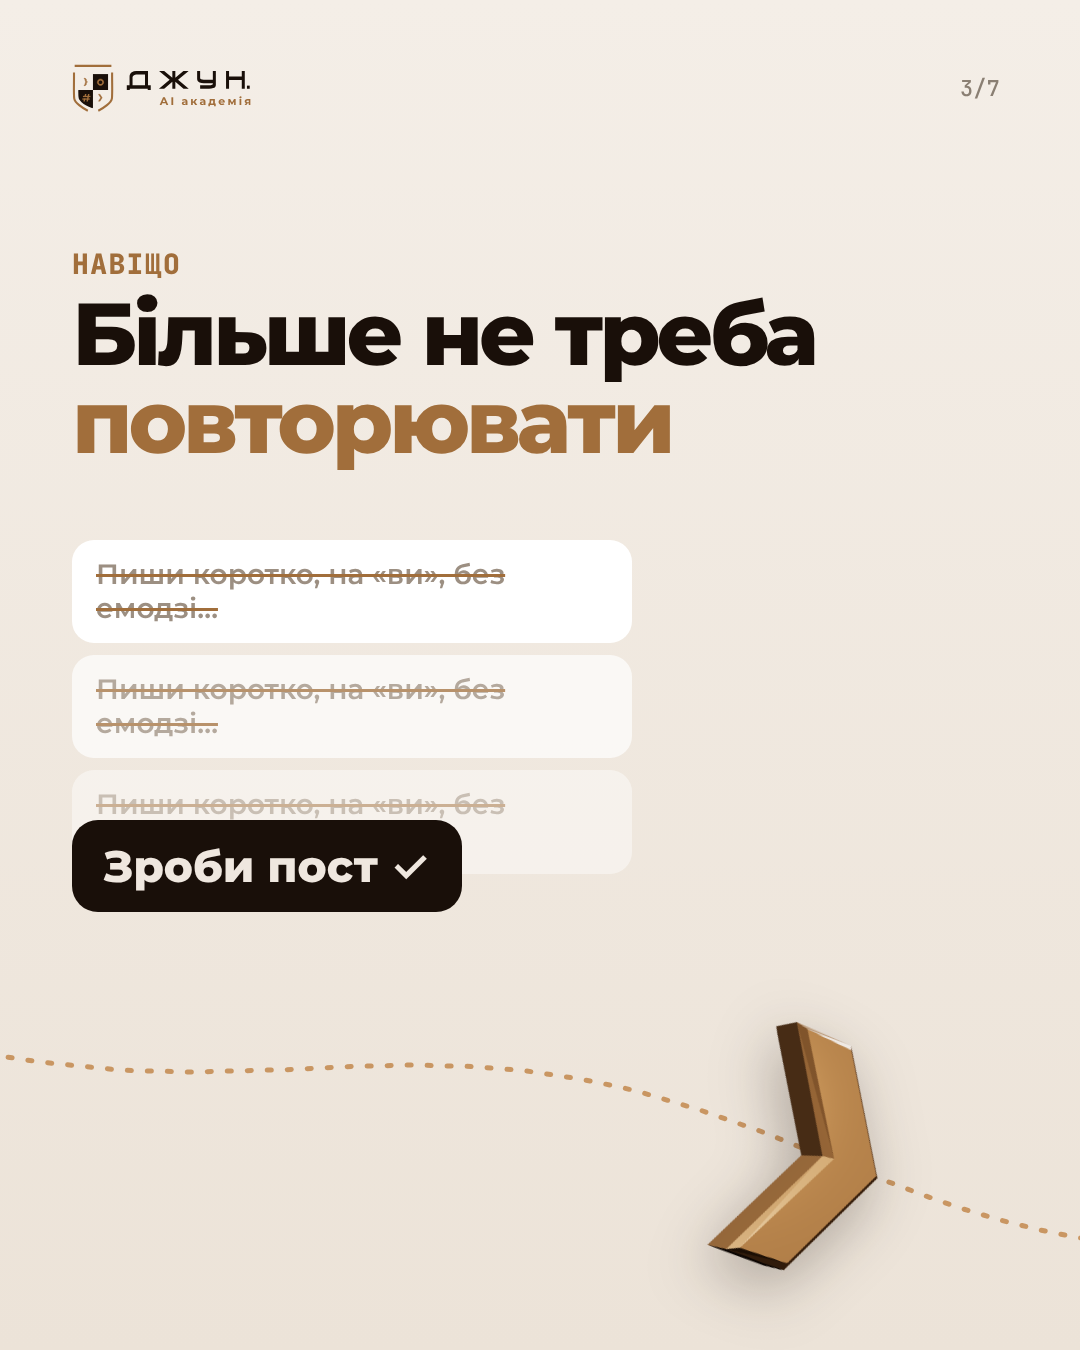 ДЖУН.
AI академія
3/7
НАВІЩО
Більше не треба
повторювати
Пиши коротко, на «ви», без
емодзі...
Пиши коротко, на «ви», без
емодзі...
Пиши коротко, на «ви», без
Зроби пост ✓